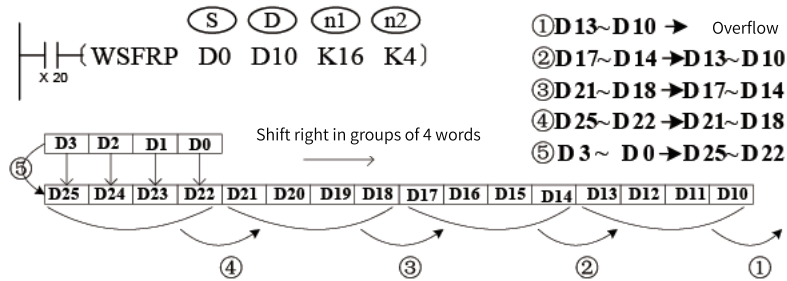 S D n1 n2
WSFRP D0 D10 K16 K4
X 20
①D13~D10→ Overflow
②D17~D14→D13~D10
③D21~D18→D17~D14
④D25~D22→D21~D18
⑤D3~ D0→D25~D22
D3 D2 D1 D0
Shift right in groups of 4 words
⑤
D25 D24 D23 D22 D21 D20 D19 D18 D17 D16 D15 D14 D13 D12 D11 D10
④ ③ ② ①